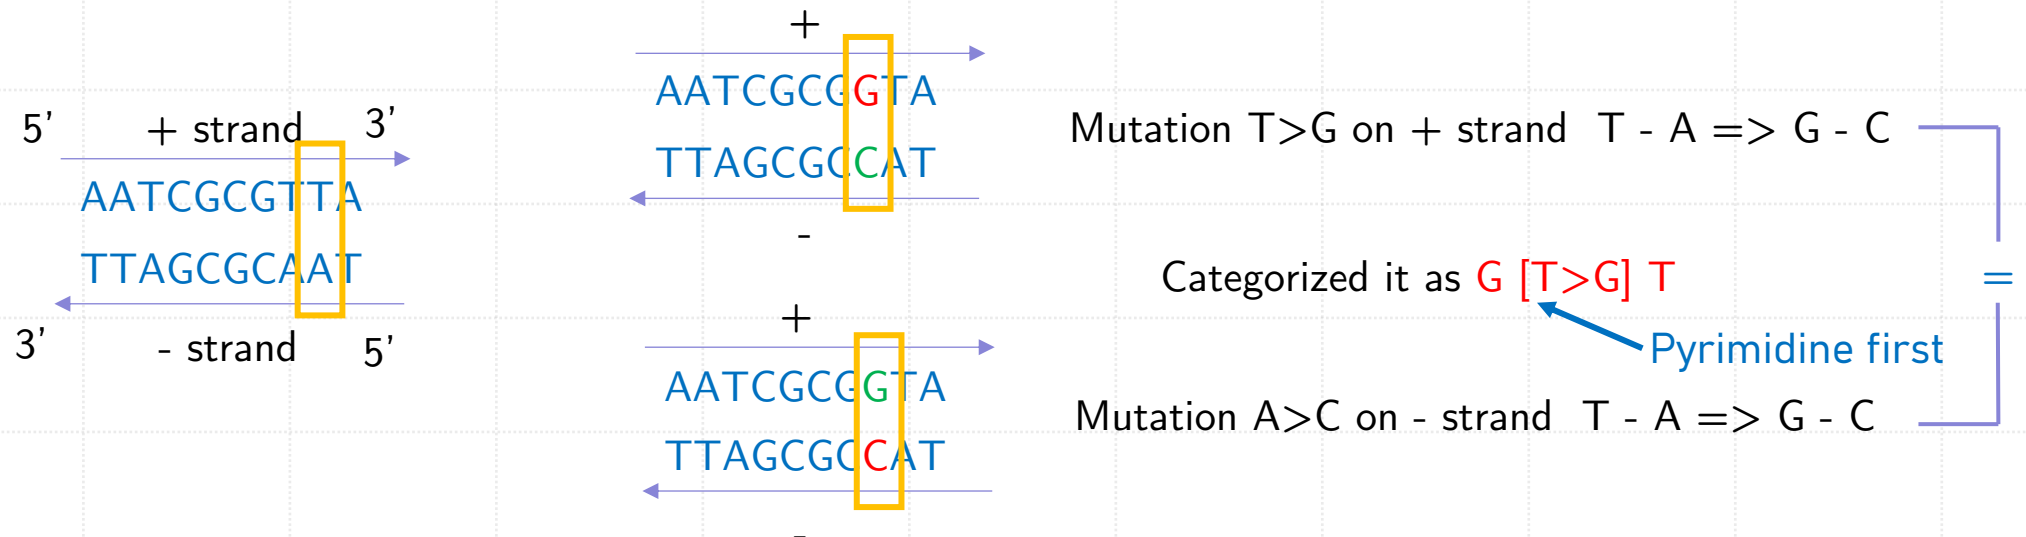 5' + strand 3'
AATCGCGTTA
TTAGCGCAAT
3' - strand 5'
+
AATCGCGGTA
TTAGCGCCAT
-
+
AATCGCGGTA
TTAGCGCCAT
-
Mutation T>G on + strand T - A => G - C
Categorized it as G [T>G] T
=
Pyrimidine first
Mutation A>C on - strand T - A => G - C